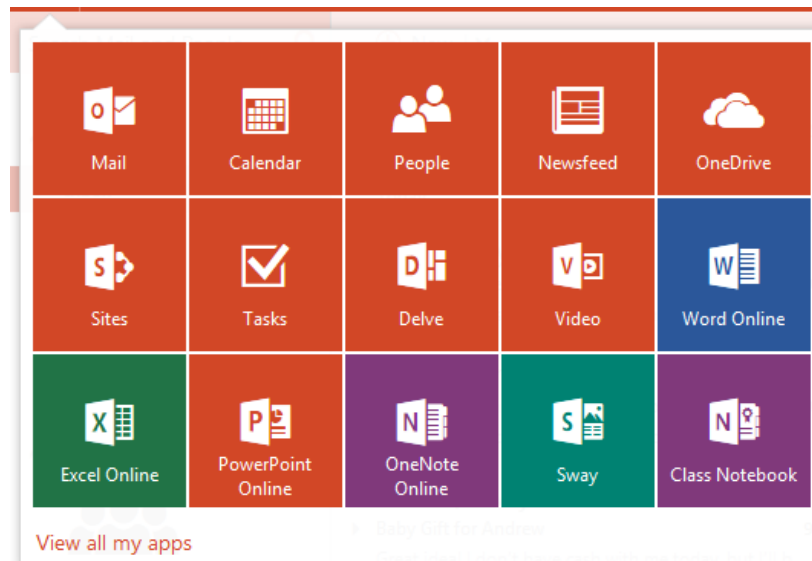 Mail
Calendar
People
Newsfeed
OneDrive
Sites
Tasks
Delve
Video
Word Online
Excel Online
PowerPoint
Online
OneNote
Online
Sway
Class Notebook
View all my apps
Baby Gift for Andrew